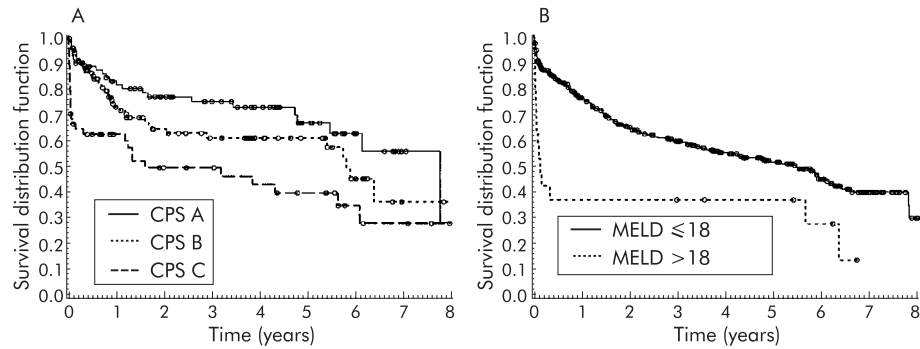 A
Survival distribution function
1.0
0.9
0.8
0.7
0.6
0.5
0.4
0.3
0.2
0.1
0.0
CPS A
CPS B
CPS C
0 1 2 3 4 5 6 7 8
Time (years)
B
Survival distribution function
1.0
0.9
0.8
0.7
0.6
0.5
0.4
0.3
0.2
0.1
0.0
MELD ⩽18
MELD >18
0 1 2 3 4 5 6 7 8
Time (years)